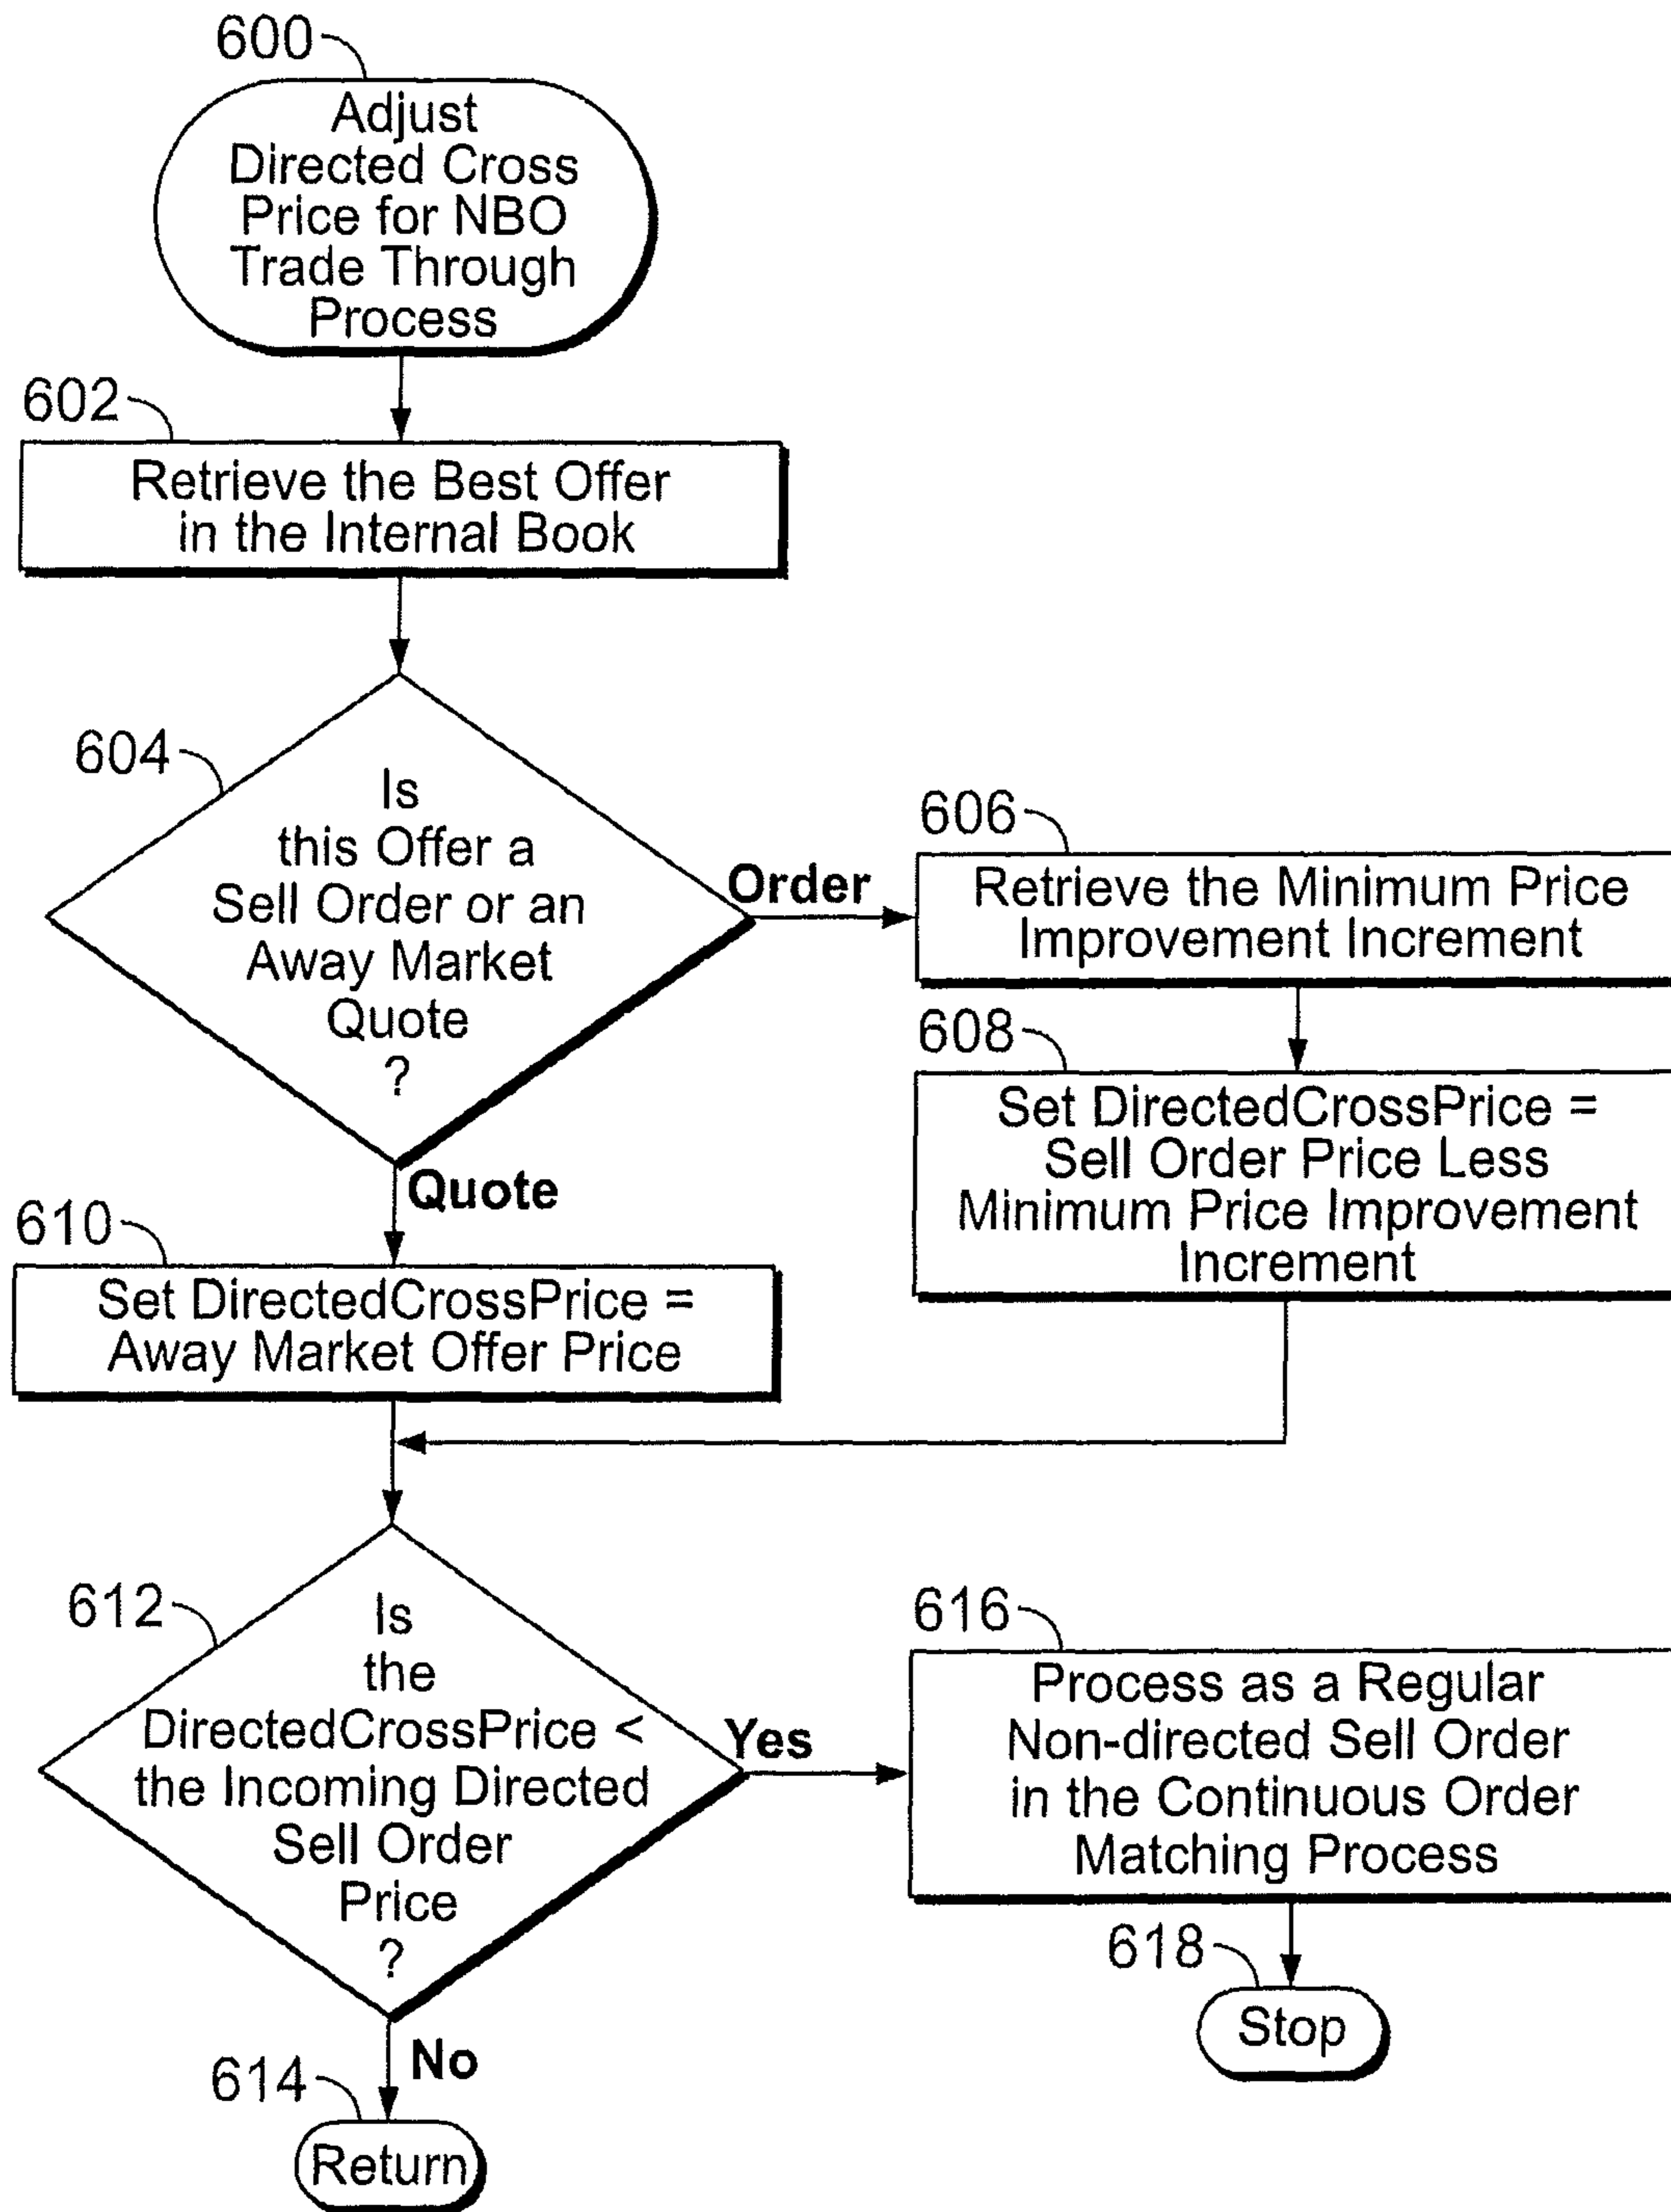 600
Adjust
Directed Cross
Price for NBO
Trade Through
Process
602
Retrieve the Best Offer
in the Internal Book
604
Is
this Offer a
Sell Order or an
Away Market
Quote
?
Order
606
Retrieve the Minimum Price
Improvement Increment
608
Set DirectedCrossPrice =
Sell Order Price Less
Minimum Price Improvement
Increment
Quote
610
Set DirectedCrossPrice =
Away Market Offer Price
612
Is
the
DirectedCrossPrice <
the Incoming Directed
Sell Order
Price
?
Yes
616
Process as a Regular
Non-directed Sell Order
in the Continuous Order
Matching Process
618
Stop
No
614
Return